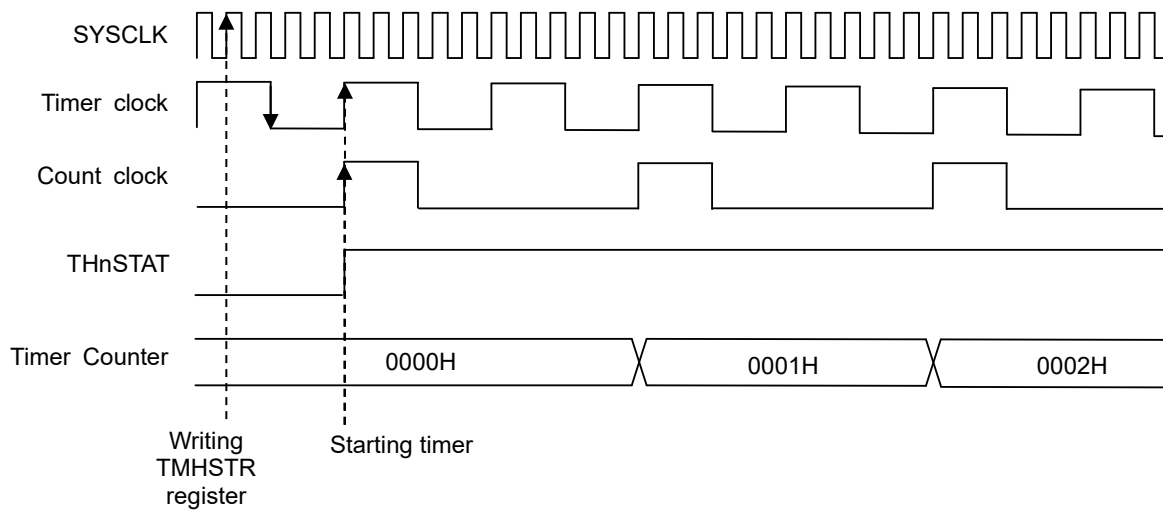 SYSCLK
Timer clock
Count clock
THnSTAT
Timer Counter
0000H
0001H
0002H
Writing
TMHSTR
register
Starting timer